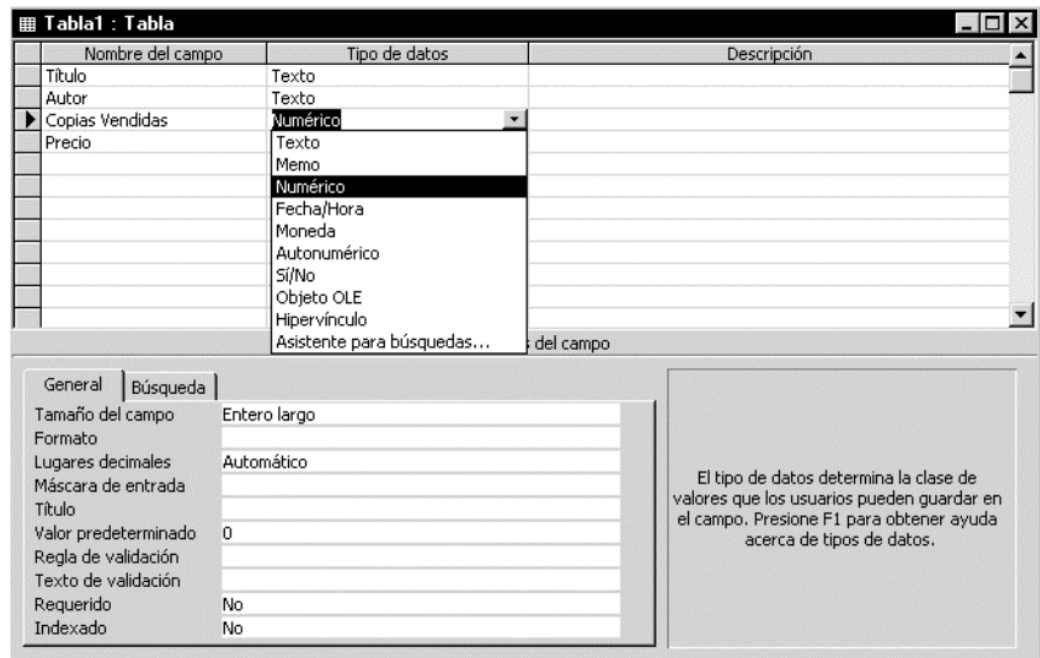 Tabla1 : Tabla
Nombre del campo Tipo de datos Descripción
Título Texto
Autor Texto
Copias Vendidas Numérico
Precio Texto
Memo
Numérico
Fecha/Hora
Moneda
Autonumérico
Sí/No
Objeto OLE
Hipervínculo
Asistente para búsquedas... del campo
General Búsqueda
Tamaño del campo Entero largo
Formato
Lugares decimales Automático
Máscara de entrada
Título
Valor predeterminado 0
Regla de validación
Texto de validación
Requerido No
Indexado No
El tipo de datos determina la clase de
valores que los usuarios pueden guardar en
el campo. Presione F1 para obtener ayuda
acerca de tipos de datos.